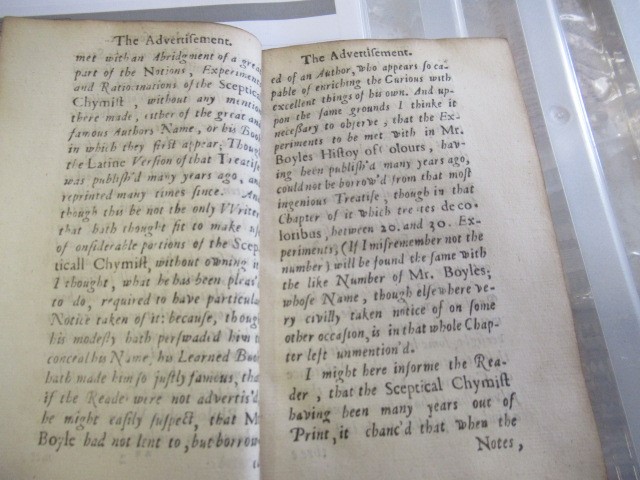 The Advertisement.
met with an Abridgment of a great
part of the Notions, Experiments
and Ratiocinations of the Sceptical
Chymist, without any mention
there made, either of the great and
famous Authors Name, or his Book
in which they first appear; Though
the Latine Version of that Treatise
was publish'd many years ago, and
reprinted many times since. And
though this be not the only VVriter
that hath thought fit to make use
of onsiderable portions of the Scep
ticall Chymist, without owning it
I thought, what he has been pleas'd
to do, required to have particular
Notice taken of it: because, though
his modesty hath perswaded him to
conceal his Name, his Learned Book
hath made him so justly famous, that
if the Reader were not advertis'd
he might easily suspect, that Mr
Boyle had not lent to, but borrow
The Advertisement.
ed of an Author, who appears so ca-
pable of enriching the Curious with
excellent things of his own. And up-
pon the same grounds I thinke it
necessary to observe, that the Ex-
periments to be met with in Mr.
Boyles Histoy of olours, hav-
ing been publish'd many years ago,
could not be borrow'd from that most
ingenious Treatise, though in that
Chapter of it which treates de co-
loribus, between 20. and 30. Ex-
periments, (If I misremember not the
number) will be found the same with
the like Number of Mr. Boyles;
whose Name, though elsewhere ve-
ry civilly taken notice of on some
other occasion, is in that whole Chap-
ter left unmention'd.
I might here informe the Rea-
der, that the Sceptical Chymist
having been many years out of
Print, it chanc'd that when the
Notes,